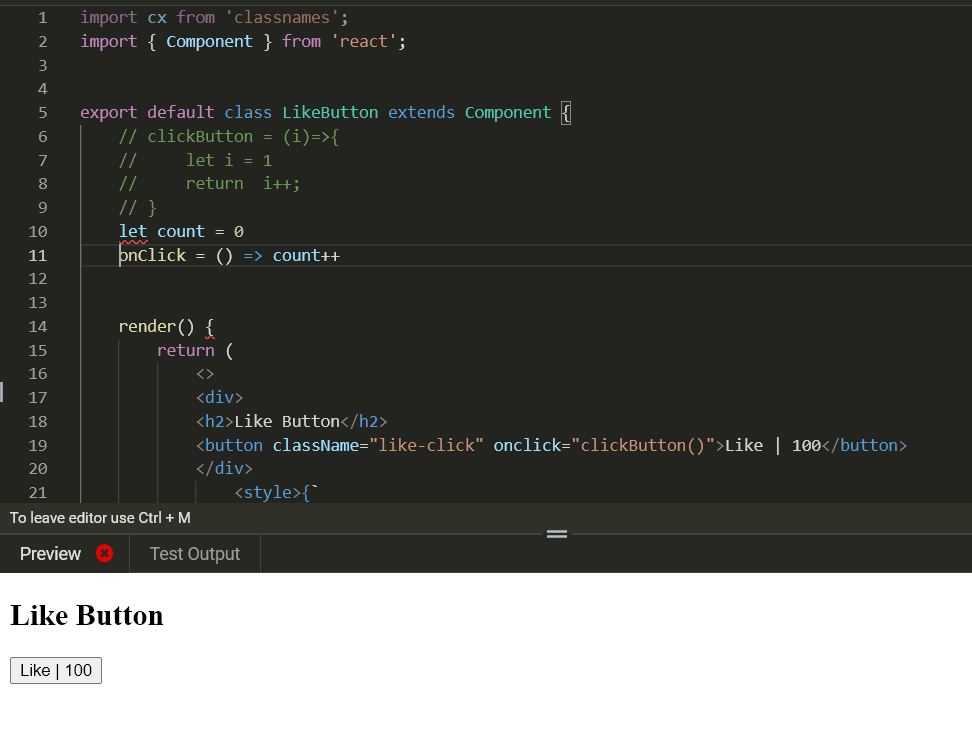 1 import cx from 'classnames';
2 import { Component } from 'react';
3
4
5 export default class LikeButton extends Component {
6 // clickButton = (i)=>{
7 //     let i = 1
8 //     return  i++;
9 // }
10 let count = 0
11 onClick = () => count++
12
13
14 render() {
15 return (
16 <>
17 <div>
18 <h2>Like Button</h2>
19 <button className="like-click" onclick="clickButton()">Like | 100</button>
20 </div>
21 <style>{`
To leave editor use Ctrl + M
Preview Test Output
Like Button
Like | 100